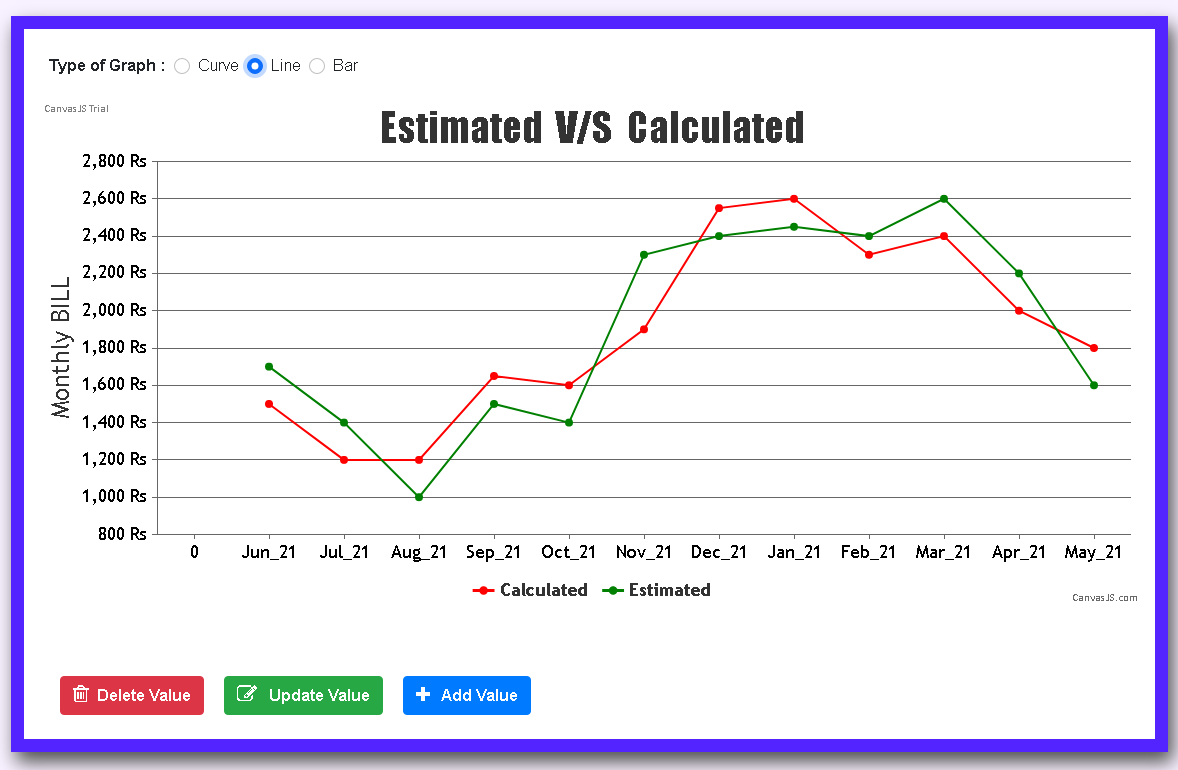 Type of Graph : Curve Line Bar
CanvasJS Trial
Estimated V/S Calculated
2,800 Rs
2,600 Rs
2,400 Rs
2,200 Rs
2,000 Rs
1,800 Rs
1,600 Rs
1,400 Rs
1,200 Rs
1,000 Rs
800 Rs
Monthly BILL
0 Jun_21 Jul_21 Aug_21 Sep_21 Oct_21 Nov_21 Dec_21 Jan_21 Feb_21 Mar_21 Apr_21 May_21
Calculated Estimated
CanvasJS.com
Delete Value Update Value Add Value